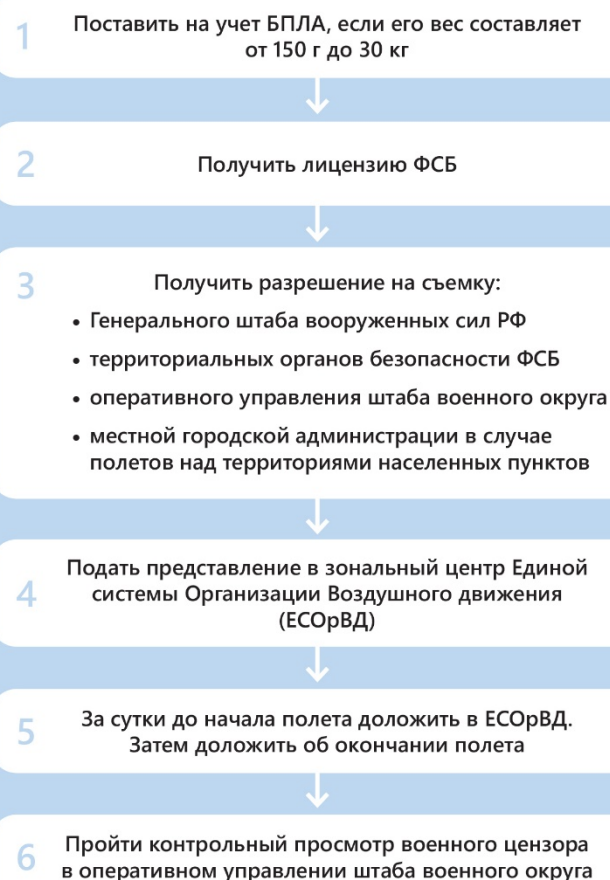 1
Поставить на учет БПЛА, если его вес составляет
от 150 г до 30 кг
2
Получить лицензию ФСБ
3
Получить разрешение на съемку:
• Генерального штаба вооруженных сил РФ
• территориальных органов безопасности ФСБ
• оперативного управления штаба военного округа
• местной городской администрации в случае
полетов над территориями населенных пунктов
4
Подать представление в зональный центр Единой
системы Организации Воздушного движения
(ЕСОрВД)
5
За сутки до начала полета доложить в ЕСОрВД.
Затем доложить об окончании полета
6
Пройти контрольный просмотр военного цензора
в оперативном управлении штаба военного округа